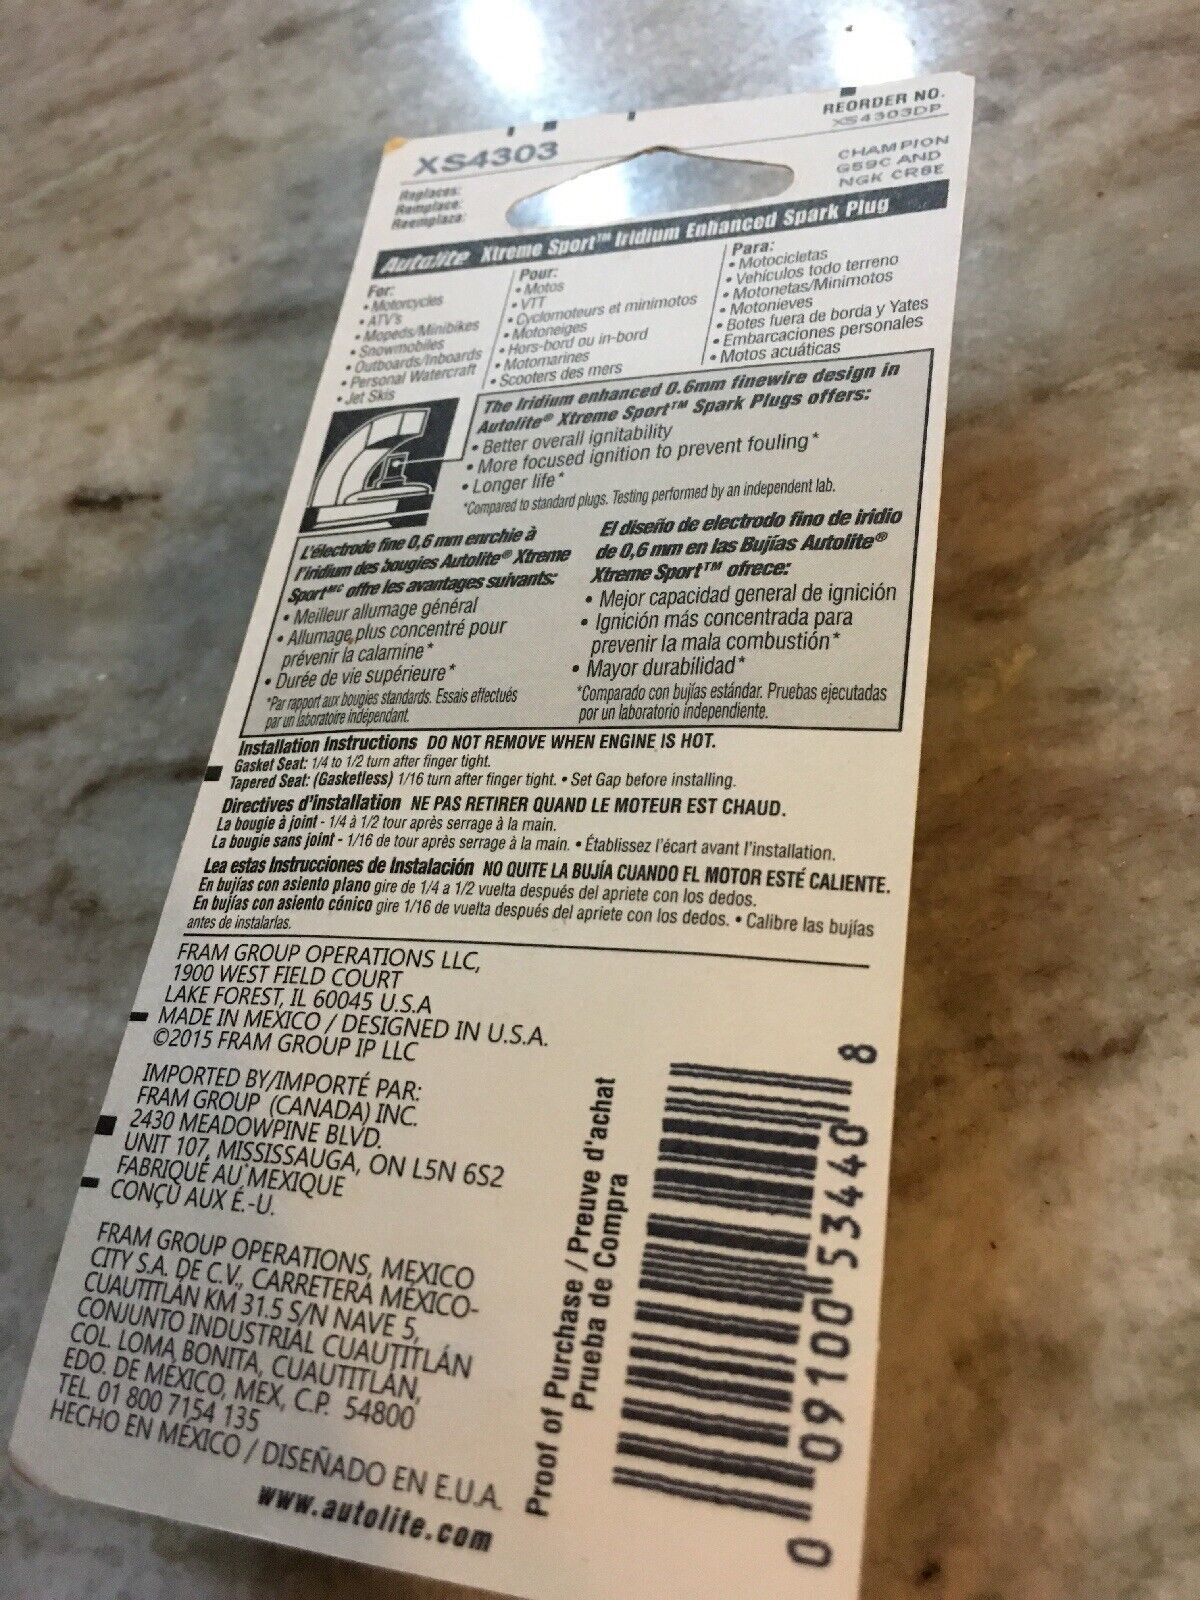 REORDER NO.
XS4303DP
XS4303
CHAMPION
G59C AND
NGK CR8E
Replaces:
Remplace:
Reemplaza:
Autolite Xtreme Sport™ Iridium Enhanced Spark Plug
For:
• Motorcycles
• ATV's
• Mopeds/Minibikes
• Snowmobiles
• Outboards/Inboards
• Personal Watercraft
• Jet Skis
Pour:
• Motos
• VTT
• Cyclomoteurs et minimotos
• Motoneiges
• Hors-bord ou in-bord
• Motomarines
• Scooters des mers
Para:
• Motocicletas
• Vehículos todo terreno
• Motonetas/Minimotos
• Motonieves
• Botes fuera de borda y Yates
• Embarcaciones personales
• Motos acuáticas
The Iridium enhanced 0.6mm finewire design in
Autolite® Xtreme Sport™ Spark Plugs offers:
• Better overall ignitability
• More focused ignition to prevent fouling*
• Longer life*
*Compared to standard plugs. Testing performed by an independent lab.
L'électrode fine 0,6 mm enrchie à
l'iridium des bougies Autolite® Xtreme
Sportᴹᶜ offre les avantages suivants:
• Meilleur allumage général
• Allumage plus concentré pour
prévenir la calamine*
• Durée de vie supérieure*
*Par rapport aux bougies standards. Essais effectués
par un laboratoire indépendant.
El diseño de electrodo fino de iridio
de 0,6 mm en las Bujías Autolite®
Xtreme Sport™ ofrece:
• Mejor capacidad general de ignición
• Ignición más concentrada para
prevenir la mala combustión*
• Mayor durabilidad*
*Comparado con bujías estándar. Pruebas ejecutadas
por un laboratorio independiente.
Installation Instructions DO NOT REMOVE WHEN ENGINE IS HOT.
Gasket Seat: 1/4 to 1/2 turn after finger tight.
Tapered Seat: (Gasketless) 1/16 turn after finger tight. • Set Gap before installing.
Directives d'installation NE PAS RETIRER QUAND LE MOTEUR EST CHAUD.
La bougie à joint - 1/4 à 1/2 tour après serrage à la main.
La bougie sans joint - 1/16 de tour après serrage à la main. • Établissez l'écart avant l'installation.
Lea estas Instrucciones de Instalación NO QUITE LA BUJÍA CUANDO EL MOTOR ESTÉ CALIENTE.
En bujías con asiento plano gire de 1/4 a 1/2 vuelta después del apriete con los dedos.
En bujías con asiento cónico gire 1/16 de vuelta después del apriete con los dedos. • Calibre las bujías
antes de instalarlas.
FRAM GROUP OPERATIONS LLC,
1900 WEST FIELD COURT
LAKE FOREST, IL 60045 U.S.A
MADE IN MEXICO / DESIGNED IN U.S.A.
©2015 FRAM GROUP IP LLC
IMPORTED BY/IMPORTÉ PAR:
FRAM GROUP (CANADA) INC.
2430 MEADOWPINE BLVD.
UNIT 107, MISSISSAUGA, ON L5N 6S2
FABRIQUÉ AU MEXIQUE
CONÇU AUX É.-U.
FRAM GROUP OPERATIONS, MEXICO
CITY S.A. DE C.V., CARRETERA MÉXICO-
CUAUTITLÁN KM 31.5 S/N NAVE 5,
CONJUNTO INDUSTRIAL CUAUTITLÁN
COL. LOMA BONITA, CUAUTITLÁN,
EDO. DE MÉXICO, MEX, C.P. 54800
TEL. 01 800 7154 135
HECHO EN MÉXICO / DISEÑADO EN E.U.A.
www.autolite.com
Proof of Purchase / Preuve d'achat
Prueba de Compra
0 09100 53440 8